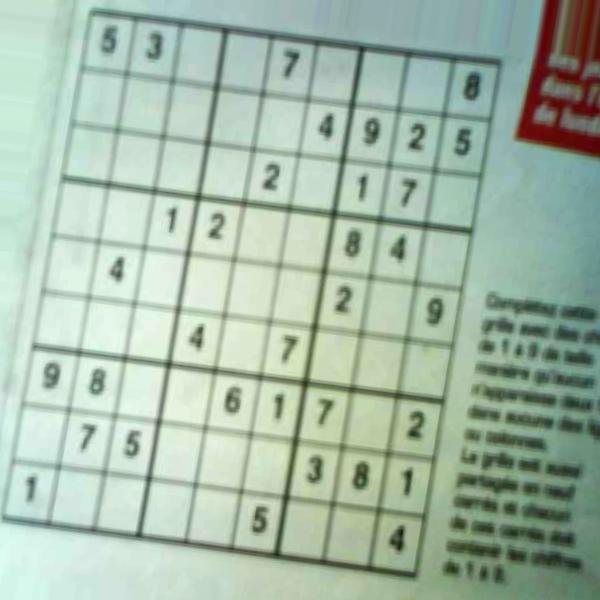 5 3 7 8
4 9 2 5
2 1 7
1 2 8 4
4 2 9
4 7
9 8 6 1 7 2
7 5 3 8 1
1 5 4
dans l'
Complétez cette
grille avec des
de 1 à 9 de telle
manière qu'aucun
n'apparaisse deux
dans aucune des
ou colonnes.
La grille est aussi
partagée en neuf
carrés et chacun
de ces carrés doit
contenir les chiffres
de 1 à 9.